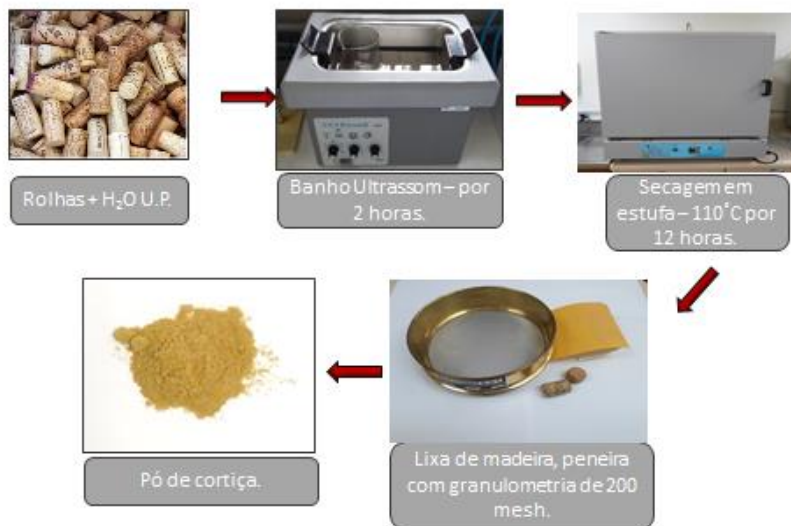 Rolhas + H₂O U.P.
Banho Ultrassom – por
2 horas.
Secagem em
estufa – 110°C por
12 horas.
Lixa de madeira, peneira
com granulometria de 200
mesh.
Pó de cortiça.